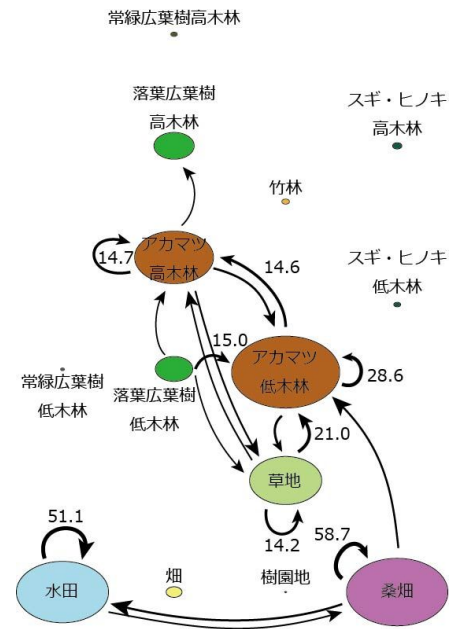 常緑広葉樹高木林
落葉広葉樹
高木林
スギ・ヒノキ
高木林
竹林
アカマツ
高木林
14.7
14.6
スギ・ヒノキ
低木林
15.0
アカマツ
低木林
28.6
常緑広葉樹
低木林
落葉広葉樹
低木林
21.0
草地
14.2
51.1
58.7
水田
畑
樹園地
桑畑